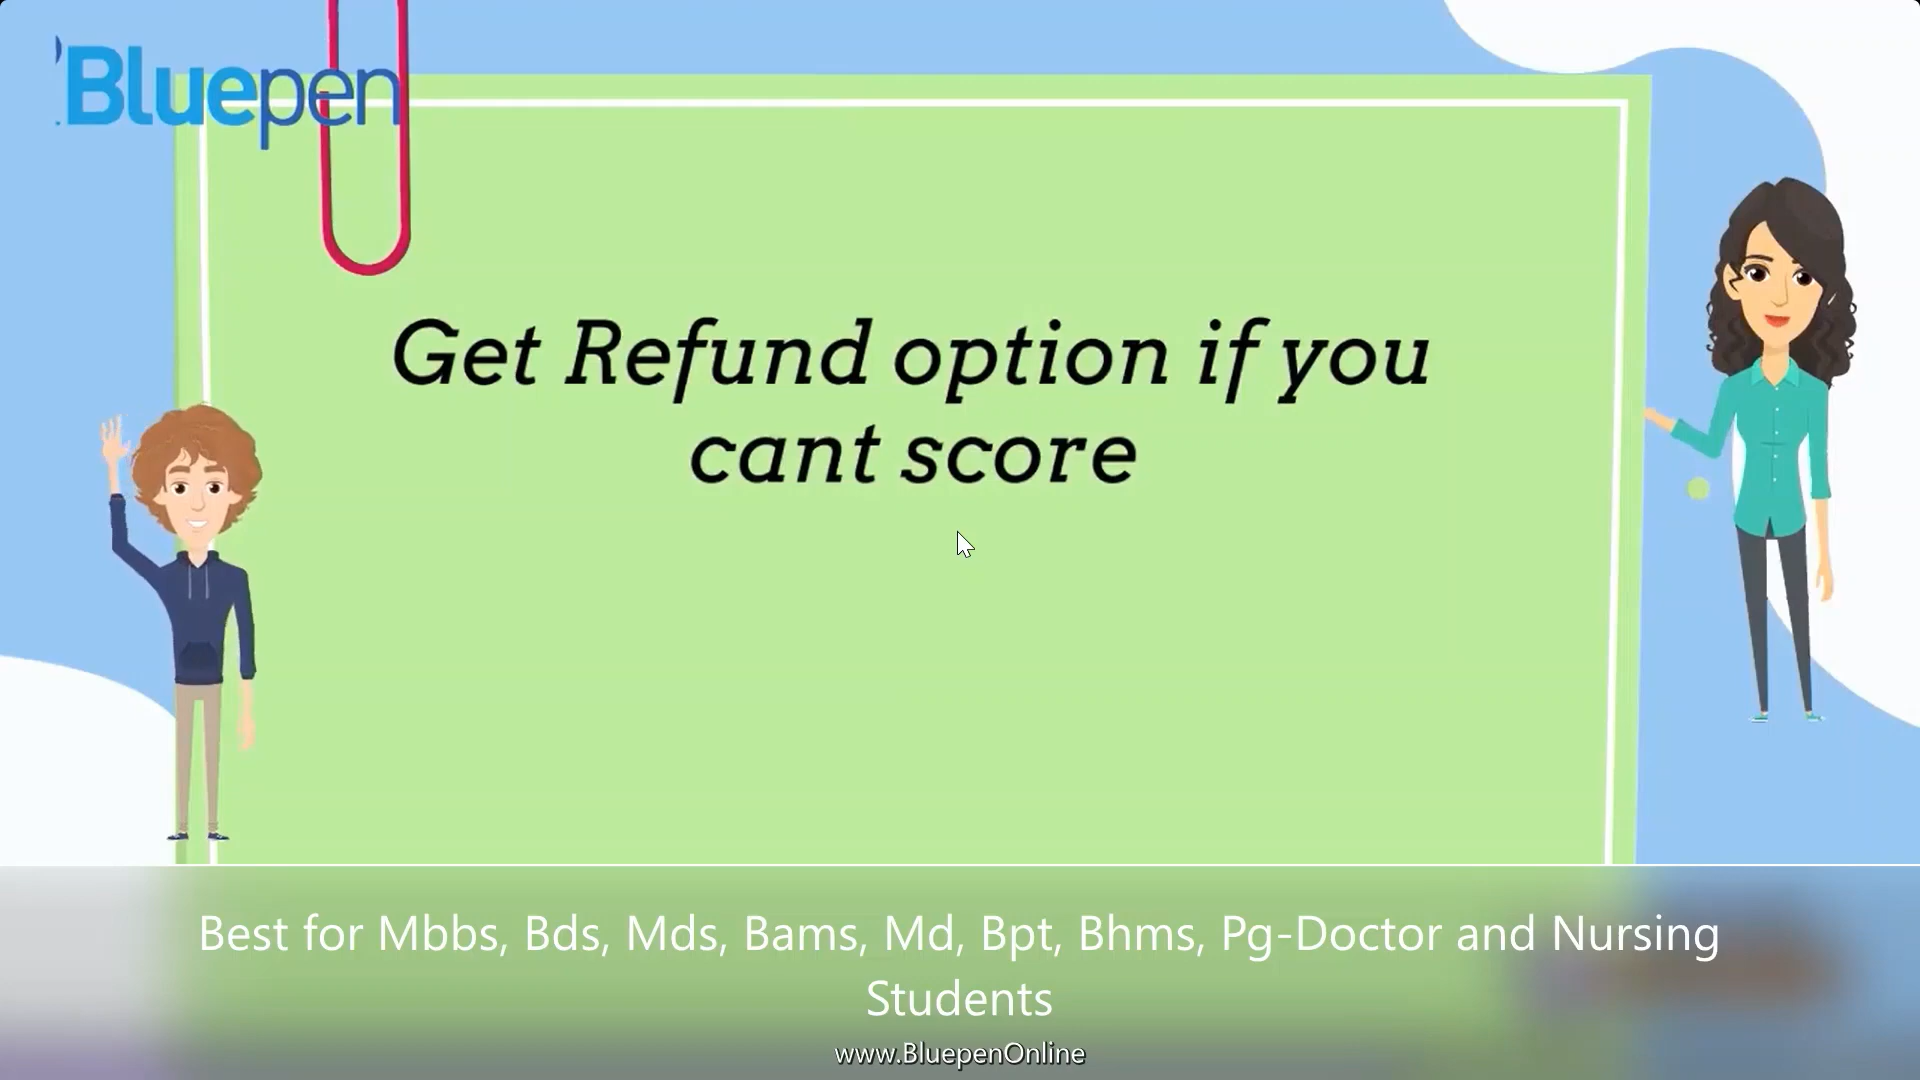 Bluepen
Get Refund option if you
cant score
Best for Mbbs, Bds, Mds, Bams, Md, Bpt, Bhms, Pg-Doctor and Nursing
Students
www.BluepenOnline